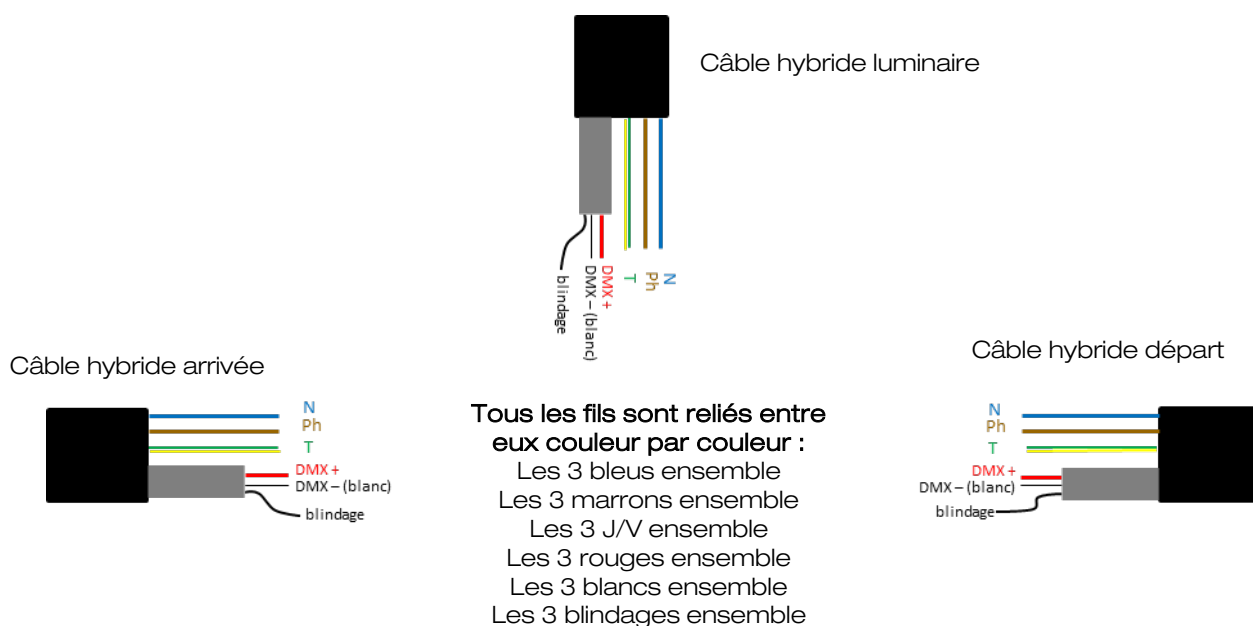 Câble hybride luminaire
blindage
DMX – (blanc)
DMX +
T
Ph
N
Câble hybride arrivée
N
Ph
T
DMX +
DMX – (blanc)
blindage
Tous les fils sont reliés entre
eux couleur par couleur :
Les 3 bleus ensemble
Les 3 marrons ensemble
Les 3 J/V ensemble
Les 3 rouges ensemble
Les 3 blancs ensemble
Les 3 blindages ensemble
Câble hybride départ
N
Ph
T
DMX +
DMX – (blanc)
blindage